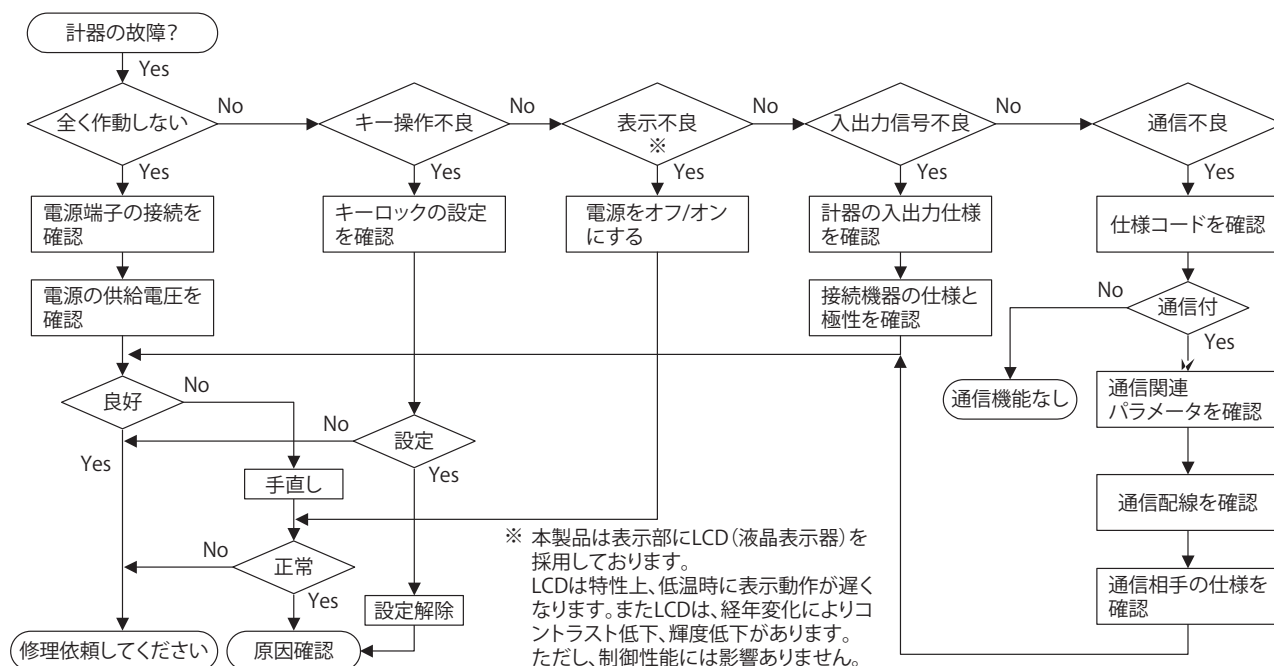 計器の故障?
Yes
全く作動しない
No
キー操作不良
No
表示不良
※
No
入出力信号不良
No
通信不良
Yes
Yes
Yes
Yes
Yes
電源端子の接続を
確認
キーロックの設定
を確認
電源をオフ/オン
にする
計器の入出力仕様
を確認
仕様コードを確認
電源の供給電圧を
確認
接続機器の仕様と
極性を確認
No
通信付
Yes
良好
No
Yes
通信機能なし
通信関連
パラメータを確認
No
設定
Yes
手直し
通信配線を確認
No
正常
Yes
設定解除
通信相手の仕様を
確認
修理依頼してください
原因確認
※ 本製品は表示部にLCD(液晶表示器)を
採用しております。
LCDは特性上、低温時に表示動作が遅く
なります。またLCDは、経年変化によりコ
ントラスト低下、輝度低下があります。
ただし、制御性能には影響ありません。